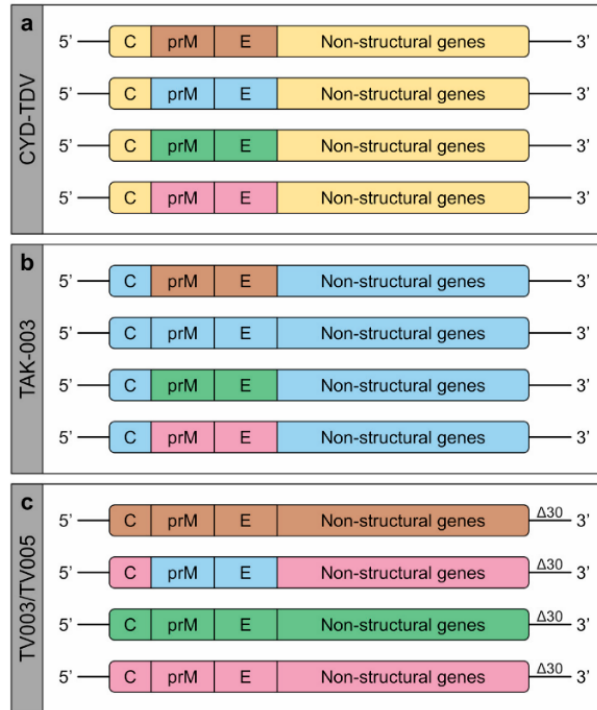 a
CYD-TDV
5’ C prM E Non-structural genes 3’
5’ C prM E Non-structural genes 3’
5’ C prM E Non-structural genes 3’
5’ C prM E Non-structural genes 3’
b
TAK-003
5’ C prM E Non-structural genes 3’
5’ C prM E Non-structural genes 3’
5’ C prM E Non-structural genes 3’
5’ C prM E Non-structural genes 3’
c
TV003/TV005
5’ C prM E Non-structural genes Δ30 3’
5’ C prM E Non-structural genes Δ30 3’
5’ C prM E Non-structural genes Δ30 3’
5’ C prM E Non-structural genes Δ30 3’